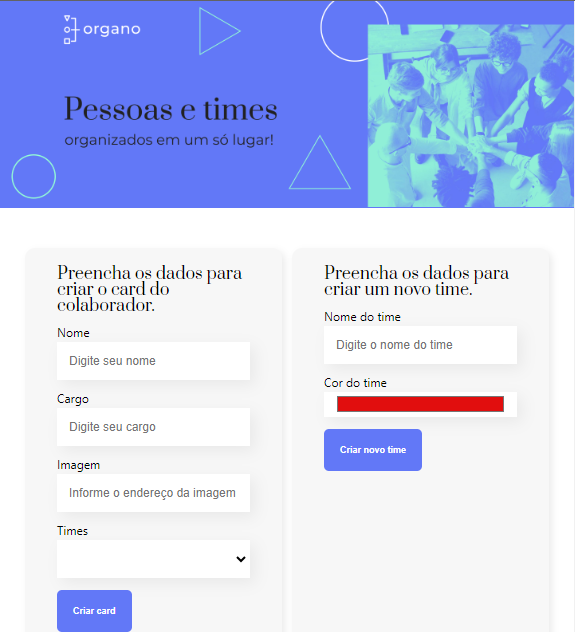 organo
Pessoas e times
organizados em um só lugar!
Preencha os dados para
criar o card do
colaborador.
Nome
Digite seu nome
Cargo
Digite seu cargo
Imagem
Informe o endereço da imagem
Times
Criar card
Preencha os dados para
criar um novo time.
Nome do time
Digite o nome do time
Cor do time
Criar novo time